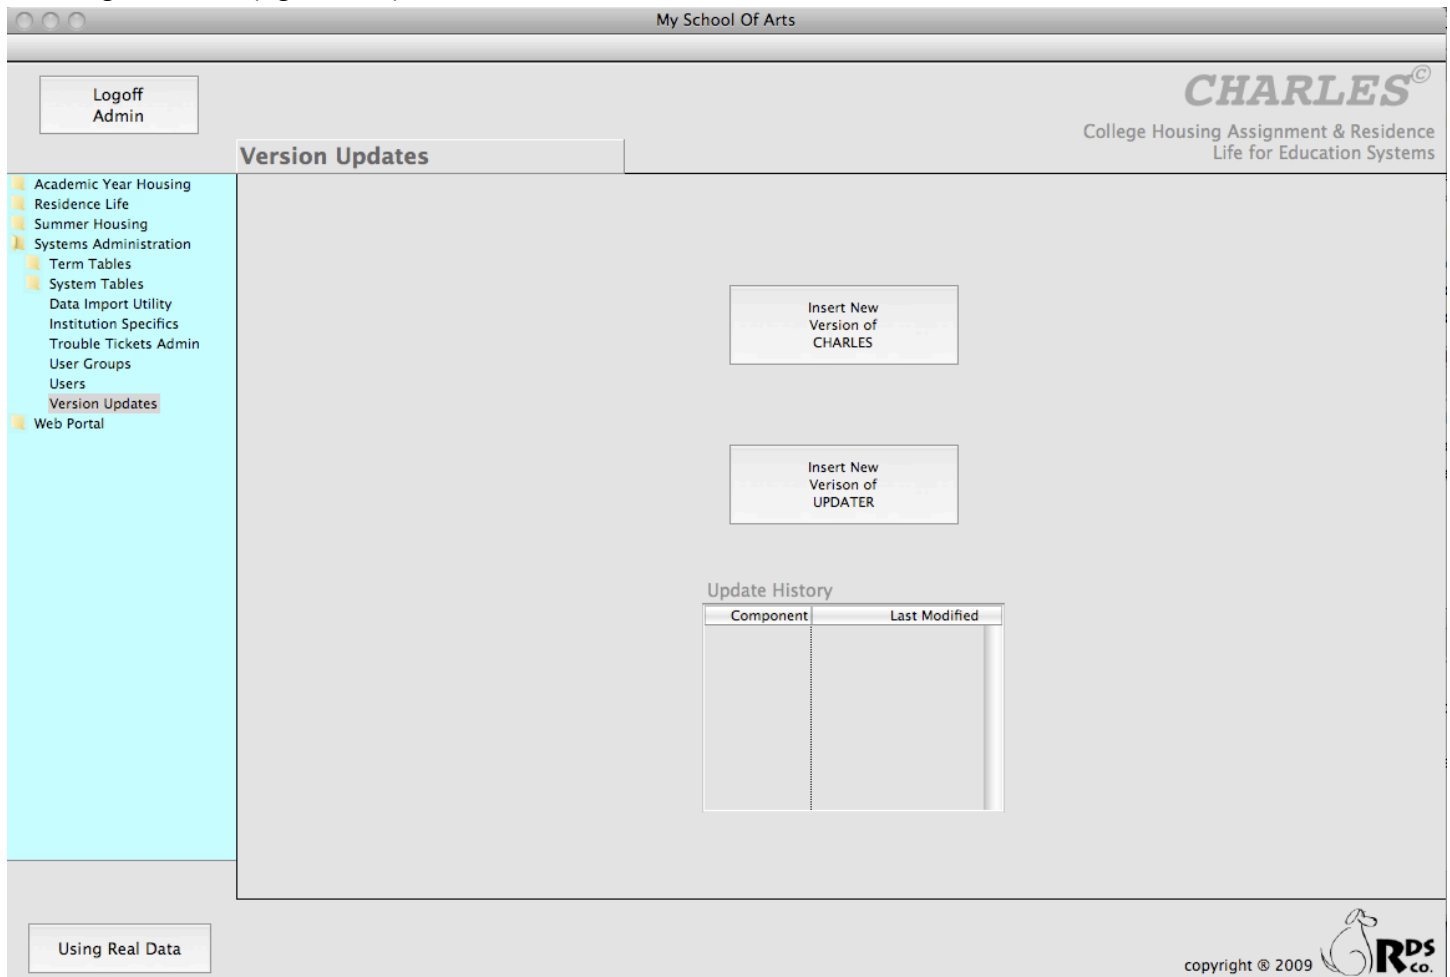 My School Of Arts
Logoff
Admin
CHARLES©
College Housing Assignment & Residence
Life for Education Systems
Version Updates
Academic Year Housing
Residence Life
Summer Housing
Systems Administration
Term Tables
System Tables
Data Import Utility
Institution Specifics
Trouble Tickets Admin
User Groups
Users
Version Updates
Web Portal
Insert New
Version of
CHARLES
Insert New
Verison of
UPDATER
Update History
Component Last Modified
Using Real Data
copyright ® 2009
RDS
co.